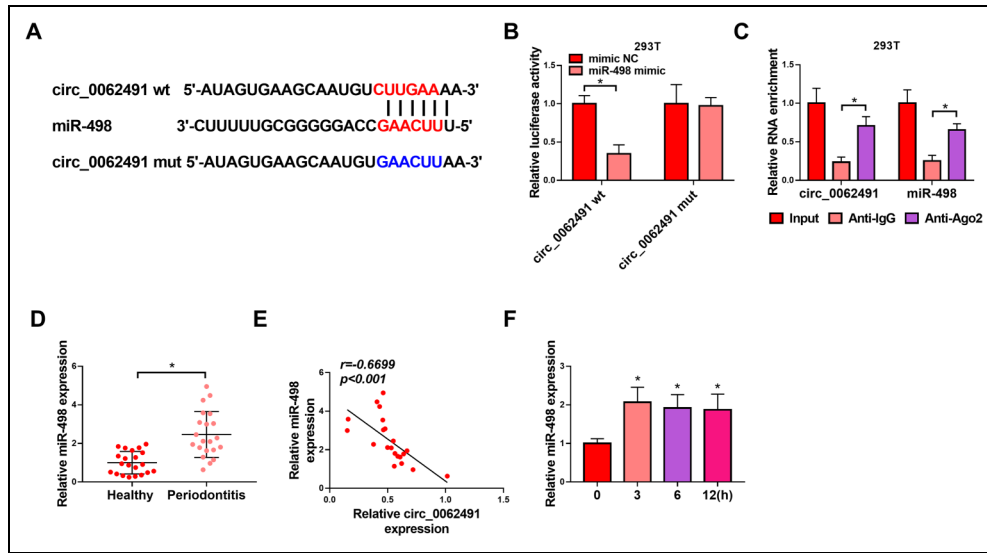 A
circ_0062491 wt 5'-AUAGUGAAGCAAUGUCUUGAAAA-3'
miR-498 3'-CUUUUUGCGGGGGACCGAACUUU-5'
circ_0062491 mut 5'-AUAGUGAAGCAAUGUGAACUUAA-3'
B
293T
mimic NC
miR-498 mimic
*
Relative luciferase activity
1.5
1.0
0.5
0.0
circ_0062491 wt
circ_0062491 mut
C
293T
*
*
Relative RNA enrichment
1.5
1.0
0.5
0.0
circ_0062491
miR-498
Input
Anti-IgG
Anti-Ago2
D
*
Relative miR-498 expression
6
4
2
0
Healthy
Periodontitis
E
r=-0.6699
p<0.001
Relative miR-498
expression
6
4
2
0
0.0 0.5 1.0 1.5
Relative circ_0062491
expression
F
* * *
Relative miR-498 expression
3
2
1
0
0 3 6 12(h)